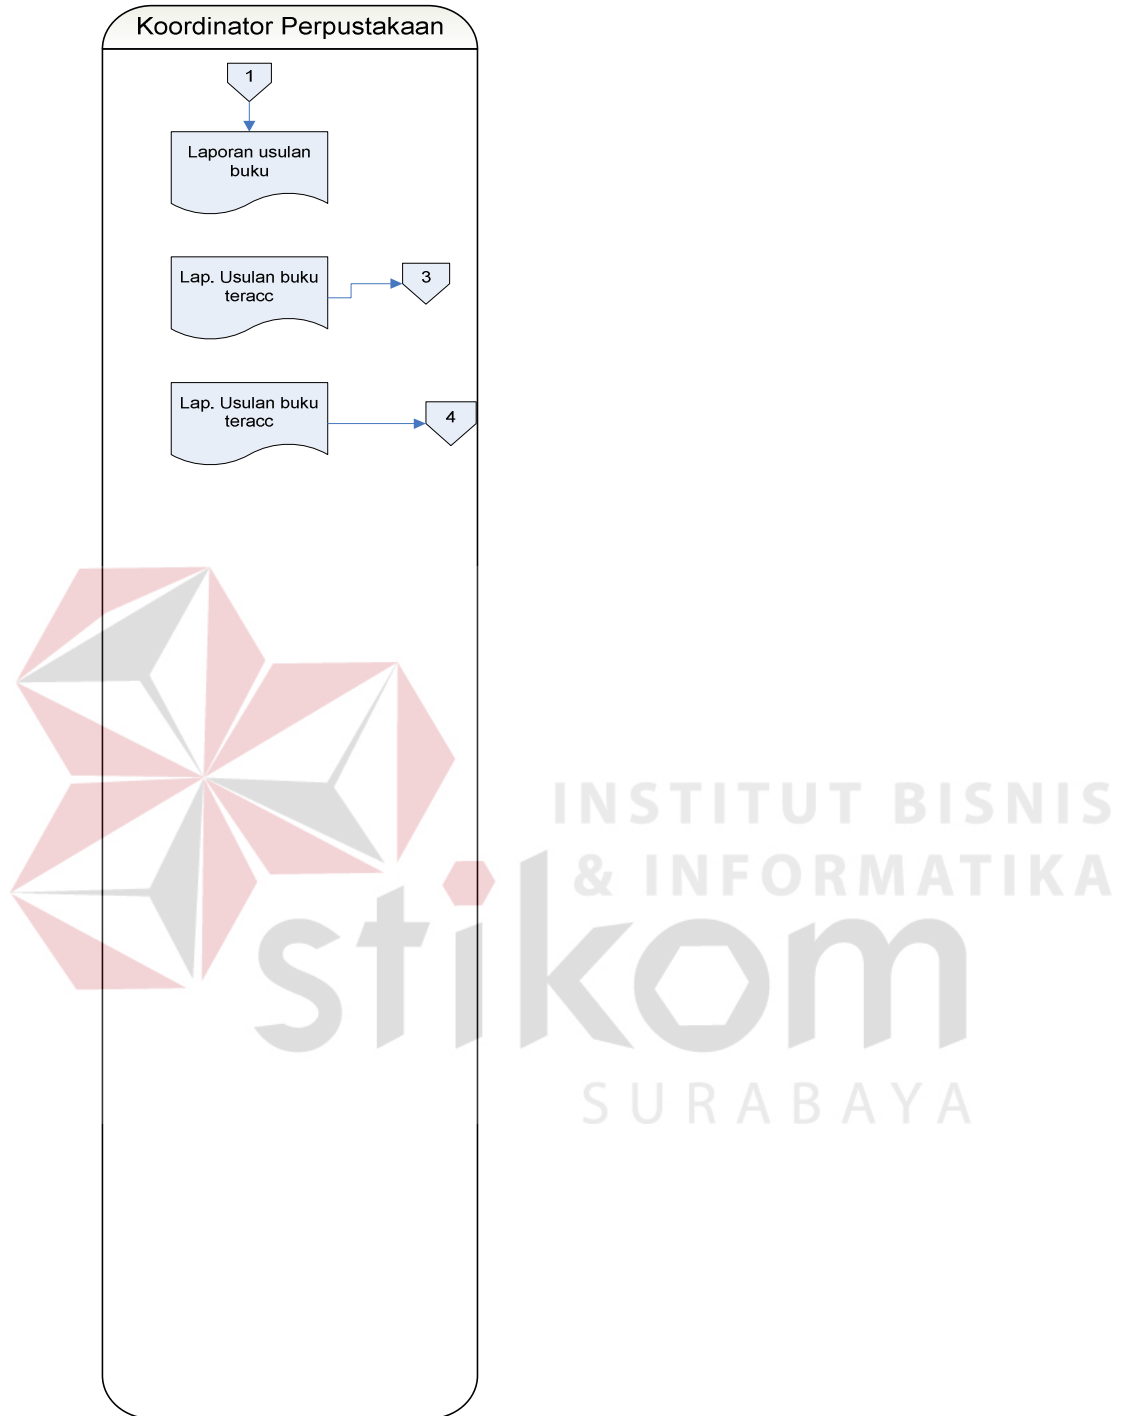 Koordinator Perpustakaan
1
Laporan usulan
buku
Lap. Usulan buku
teracc
3
Lap. Usulan buku
teracc
4
INSTITUT BISNIS
& INFORMATIKA
stikom
SURABAYA